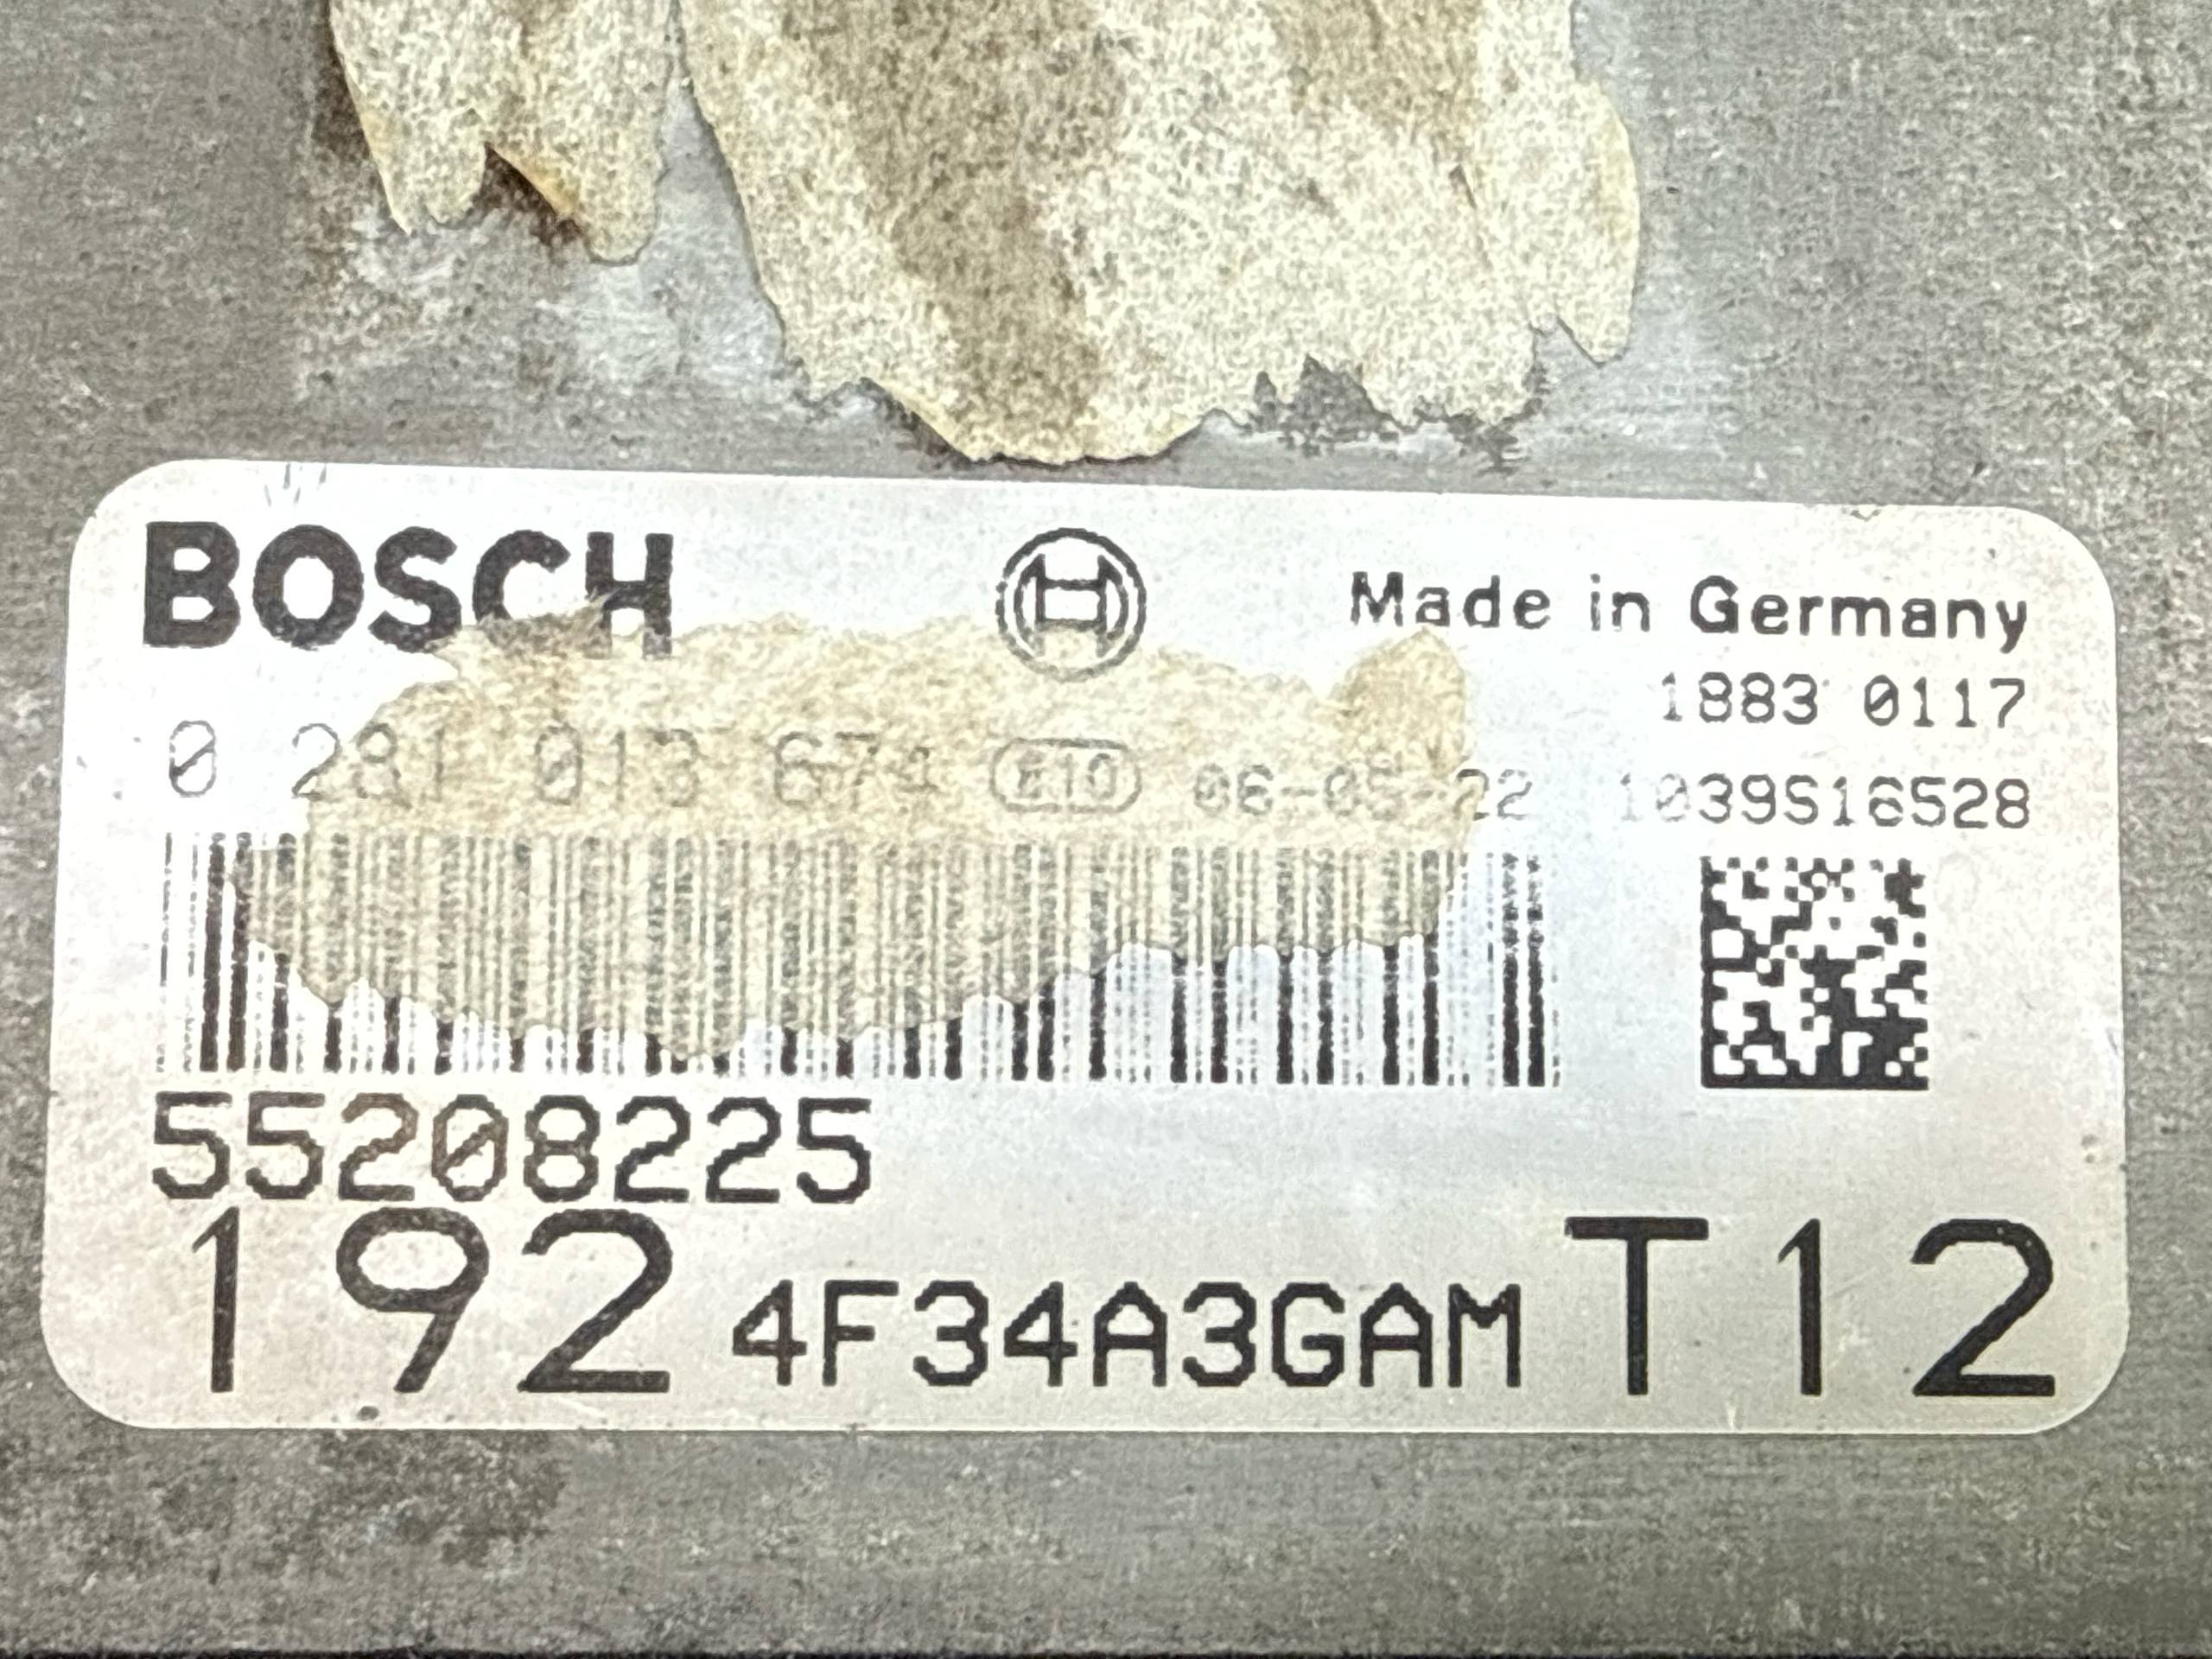 BOSCH
Made in Germany
1883 0117
0 281 013 674 e10 06-05-22 1039S16528
55208225
192 4F34A3GAM T12